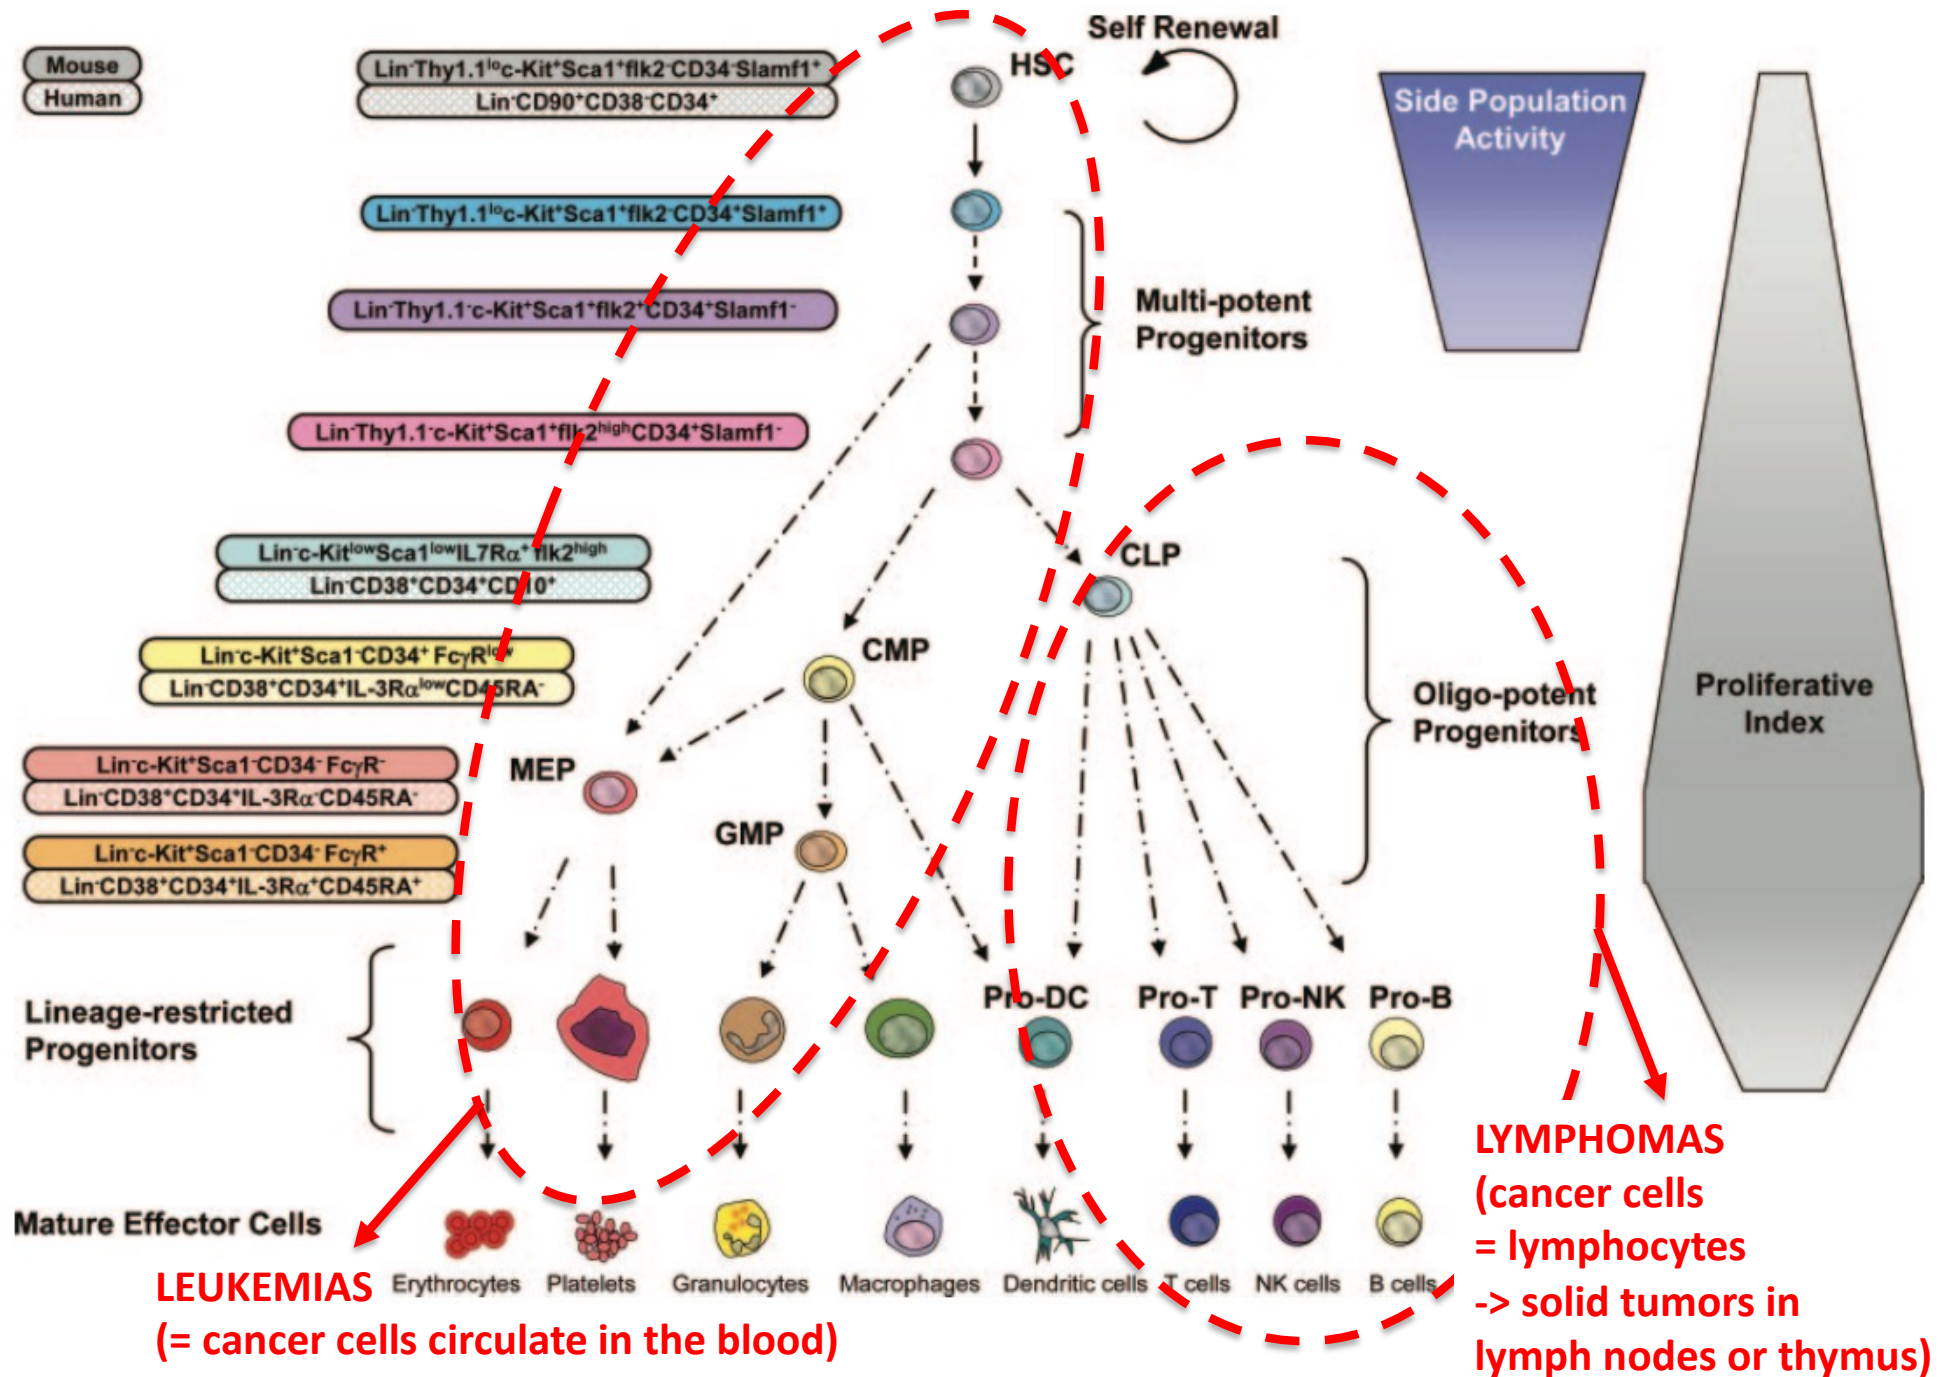 Self Renewal
Mouse
Human
Lin⁻Thy1.1ˡᵒc-Kit⁺Sca1⁺flk2⁻CD34⁻Slamf1⁺
Lin⁻CD90⁺CD38⁻CD34⁺
HSC
Side Population
Activity
Lin⁻Thy1.1ˡᵒc-Kit⁺Sca1⁺flk2⁻CD34⁺Slamf1⁺
Lin⁻Thy1.1⁻c-Kit⁺Sca1⁺flk2⁺CD34⁺Slamf1⁻
Multi-potent
Progenitors
Lin⁻Thy1.1⁻c-Kit⁺Sca1⁺flk2ʰⁱᵍʰCD34⁺Slamf1⁻
Lin⁻c-KitˡᵒʷSca1ˡᵒʷIL7Rα⁺flk2ʰⁱᵍʰ
Lin⁻CD38⁺CD34⁺CD10⁺
CLP
Lin⁻c-Kit⁺Sca1⁻CD34⁺ FcγRˡᵒʷ
Lin⁻CD38⁺CD34⁺IL-3RαˡᵒʷCD45RA⁻
CMP
Oligo-potent
Progenitors
Proliferative
Index
Lin⁻c-Kit⁺Sca1⁻CD34⁻ FcγR⁻
Lin⁻CD38⁺CD34⁺IL-3Rα⁻CD45RA⁻
MEP
GMP
Lin⁻c-Kit⁺Sca1⁻CD34⁻ FcγR⁺
Lin⁻CD38⁺CD34⁺IL-3Rα⁺CD45RA⁺
Lineage-restricted
Progenitors
Pro-DC
Pro-T
Pro-NK
Pro-B
Mature Effector Cells
Erythrocytes
Platelets
Granulocytes
Macrophages
Dendritic cells
T cells
NK cells
B cells
LEUKEMIAS
(= cancer cells circulate in the blood)
LYMPHOMAS
(cancer cells
= lymphocytes
-> solid tumors in
lymph nodes or thymus)